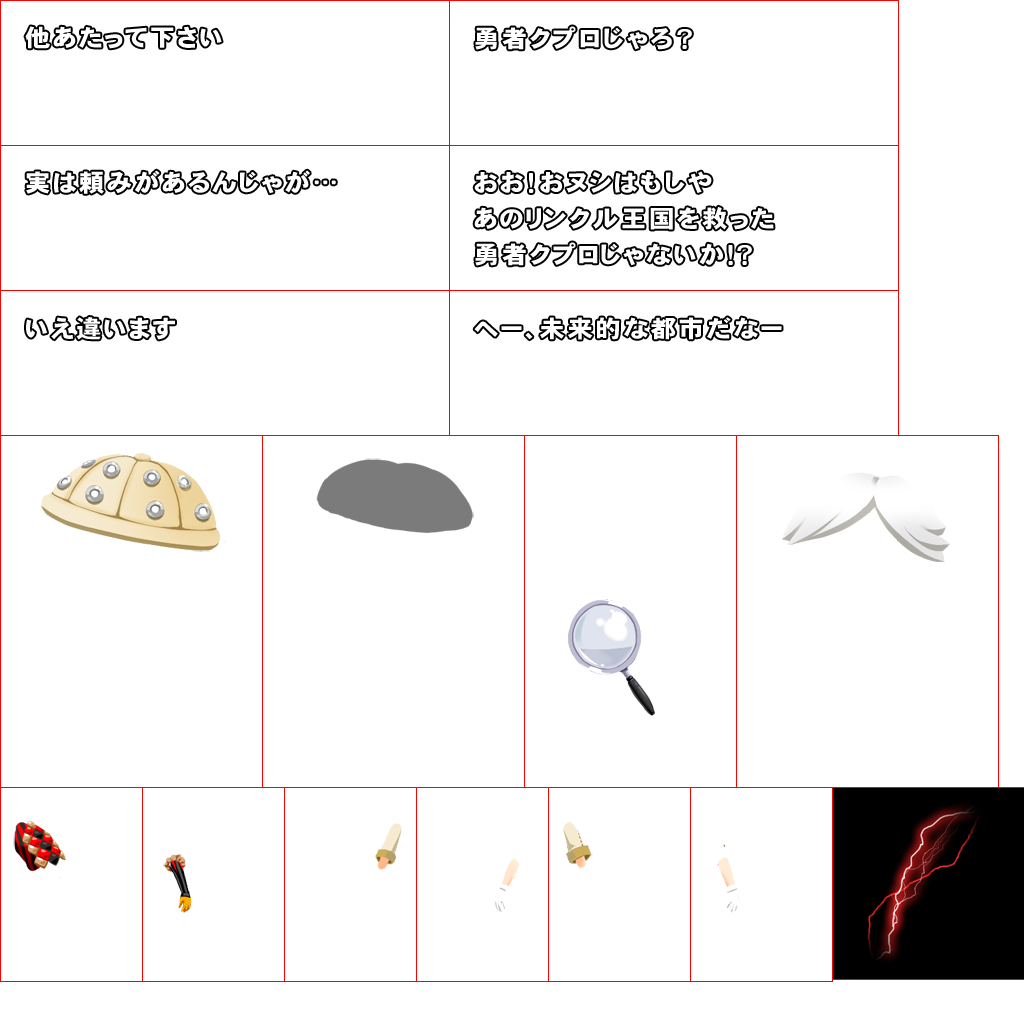 他あたって下さい
勇者クプロじゃろ？
実は頼みがあるんじゃが…
おお！おヌシはもしや
あのリンクル王国を救った
勇者クプロじゃないか！？
いえ違います
へー、未来的な都市だなー